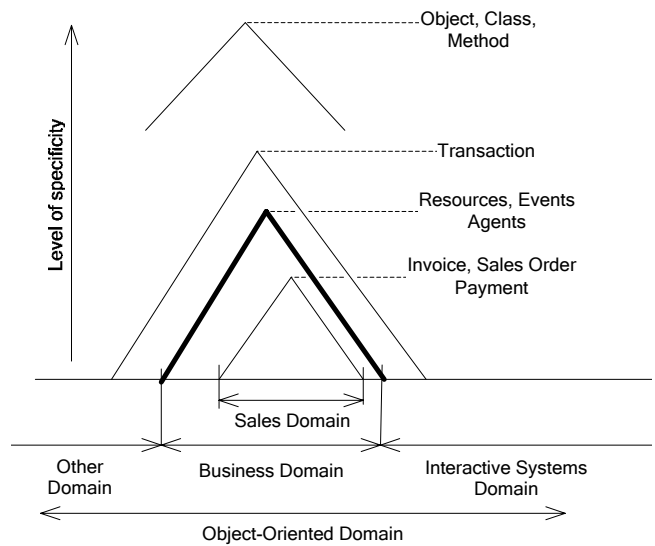 Object, Class,
Method
Level of specificity
Transaction
Resources, Events
Agents
Invoice, Sales Order
Payment
Sales Domain
Other
Domain
Business Domain
Interactive Systems
Domain
Object-Oriented Domain